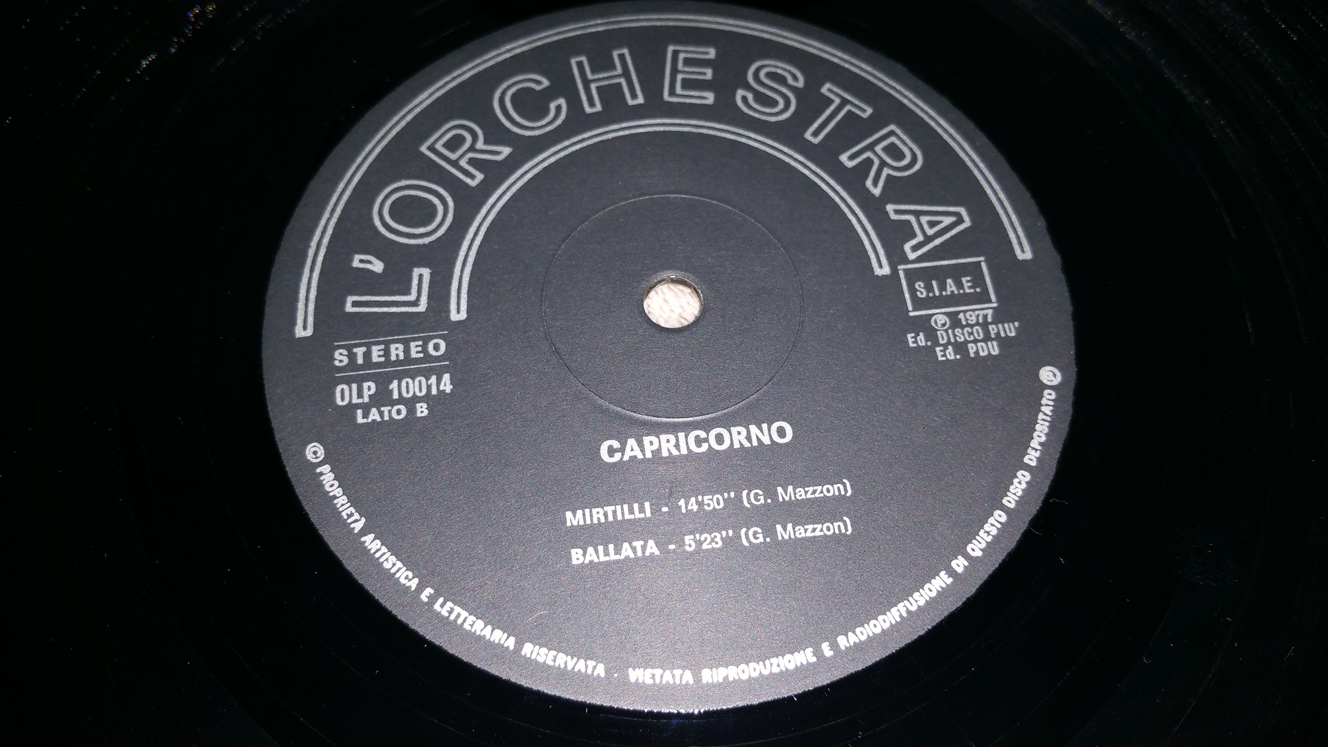 L'ORCHESTRA
STEREO
OLP 10014
LATO B
S.I.A.E.
℗ 1977
Ed. DISCO PIU'
Ed. PDU
CAPRICORNO
MIRTILLI - 14'50'' (G. Mazzon)
BALLATA - 5'23'' (G. Mazzon)
© PROPRIETÀ ARTISTICA E LETTERARIA RISERVATA · VIETATA RIPRODUZIONE E RADIODIFFUSIONE DI QUESTO DISCO DEPOSITATO ℗